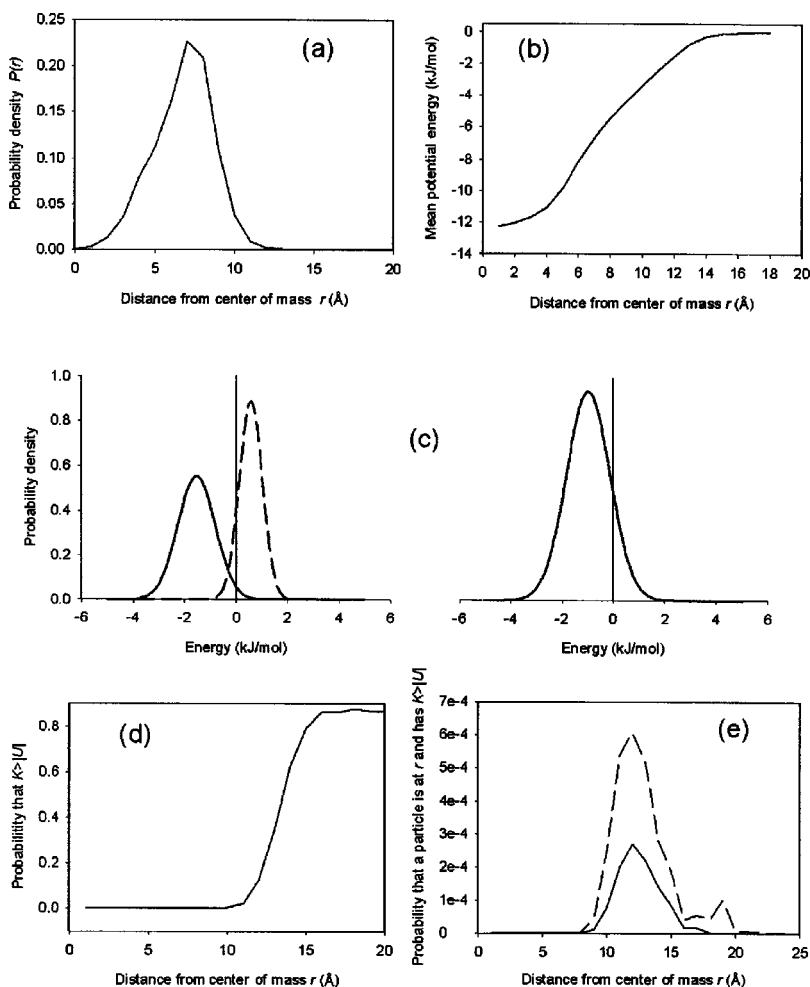 (a)
Probability density P(r)
0.25
0.20
0.15
0.10
0.05
0.00
0 5 10 15 20
Distance from center of mass r (Å)
(b)
Mean potential energy (kJ/mol)
0
-2
-4
-6
-8
-10
-12
-14
0 2 4 6 8 10 12 14 16 18 20
Distance from center of mass r (Å)
(c)
Probability density
1.0
0.8
0.6
0.4
0.2
0.0
-6 -4 -2 0 2 4 6
Energy (kJ/mol)
-6 -4 -2 0 2 4 6
Energy (kJ/mol)
(d)
Probabilitity that K>|U|
0.8
0.6
0.4
0.2
0.0
0 5 10 15 20
Distance from center of mass r (Å)
(e)
Probability that a particle is at r and has K>|U|
7e-4
6e-4
5e-4
4e-4
3e-4
2e-4
1e-4
0
0 5 10 15 20 25
Distance from center of mass r (Å)